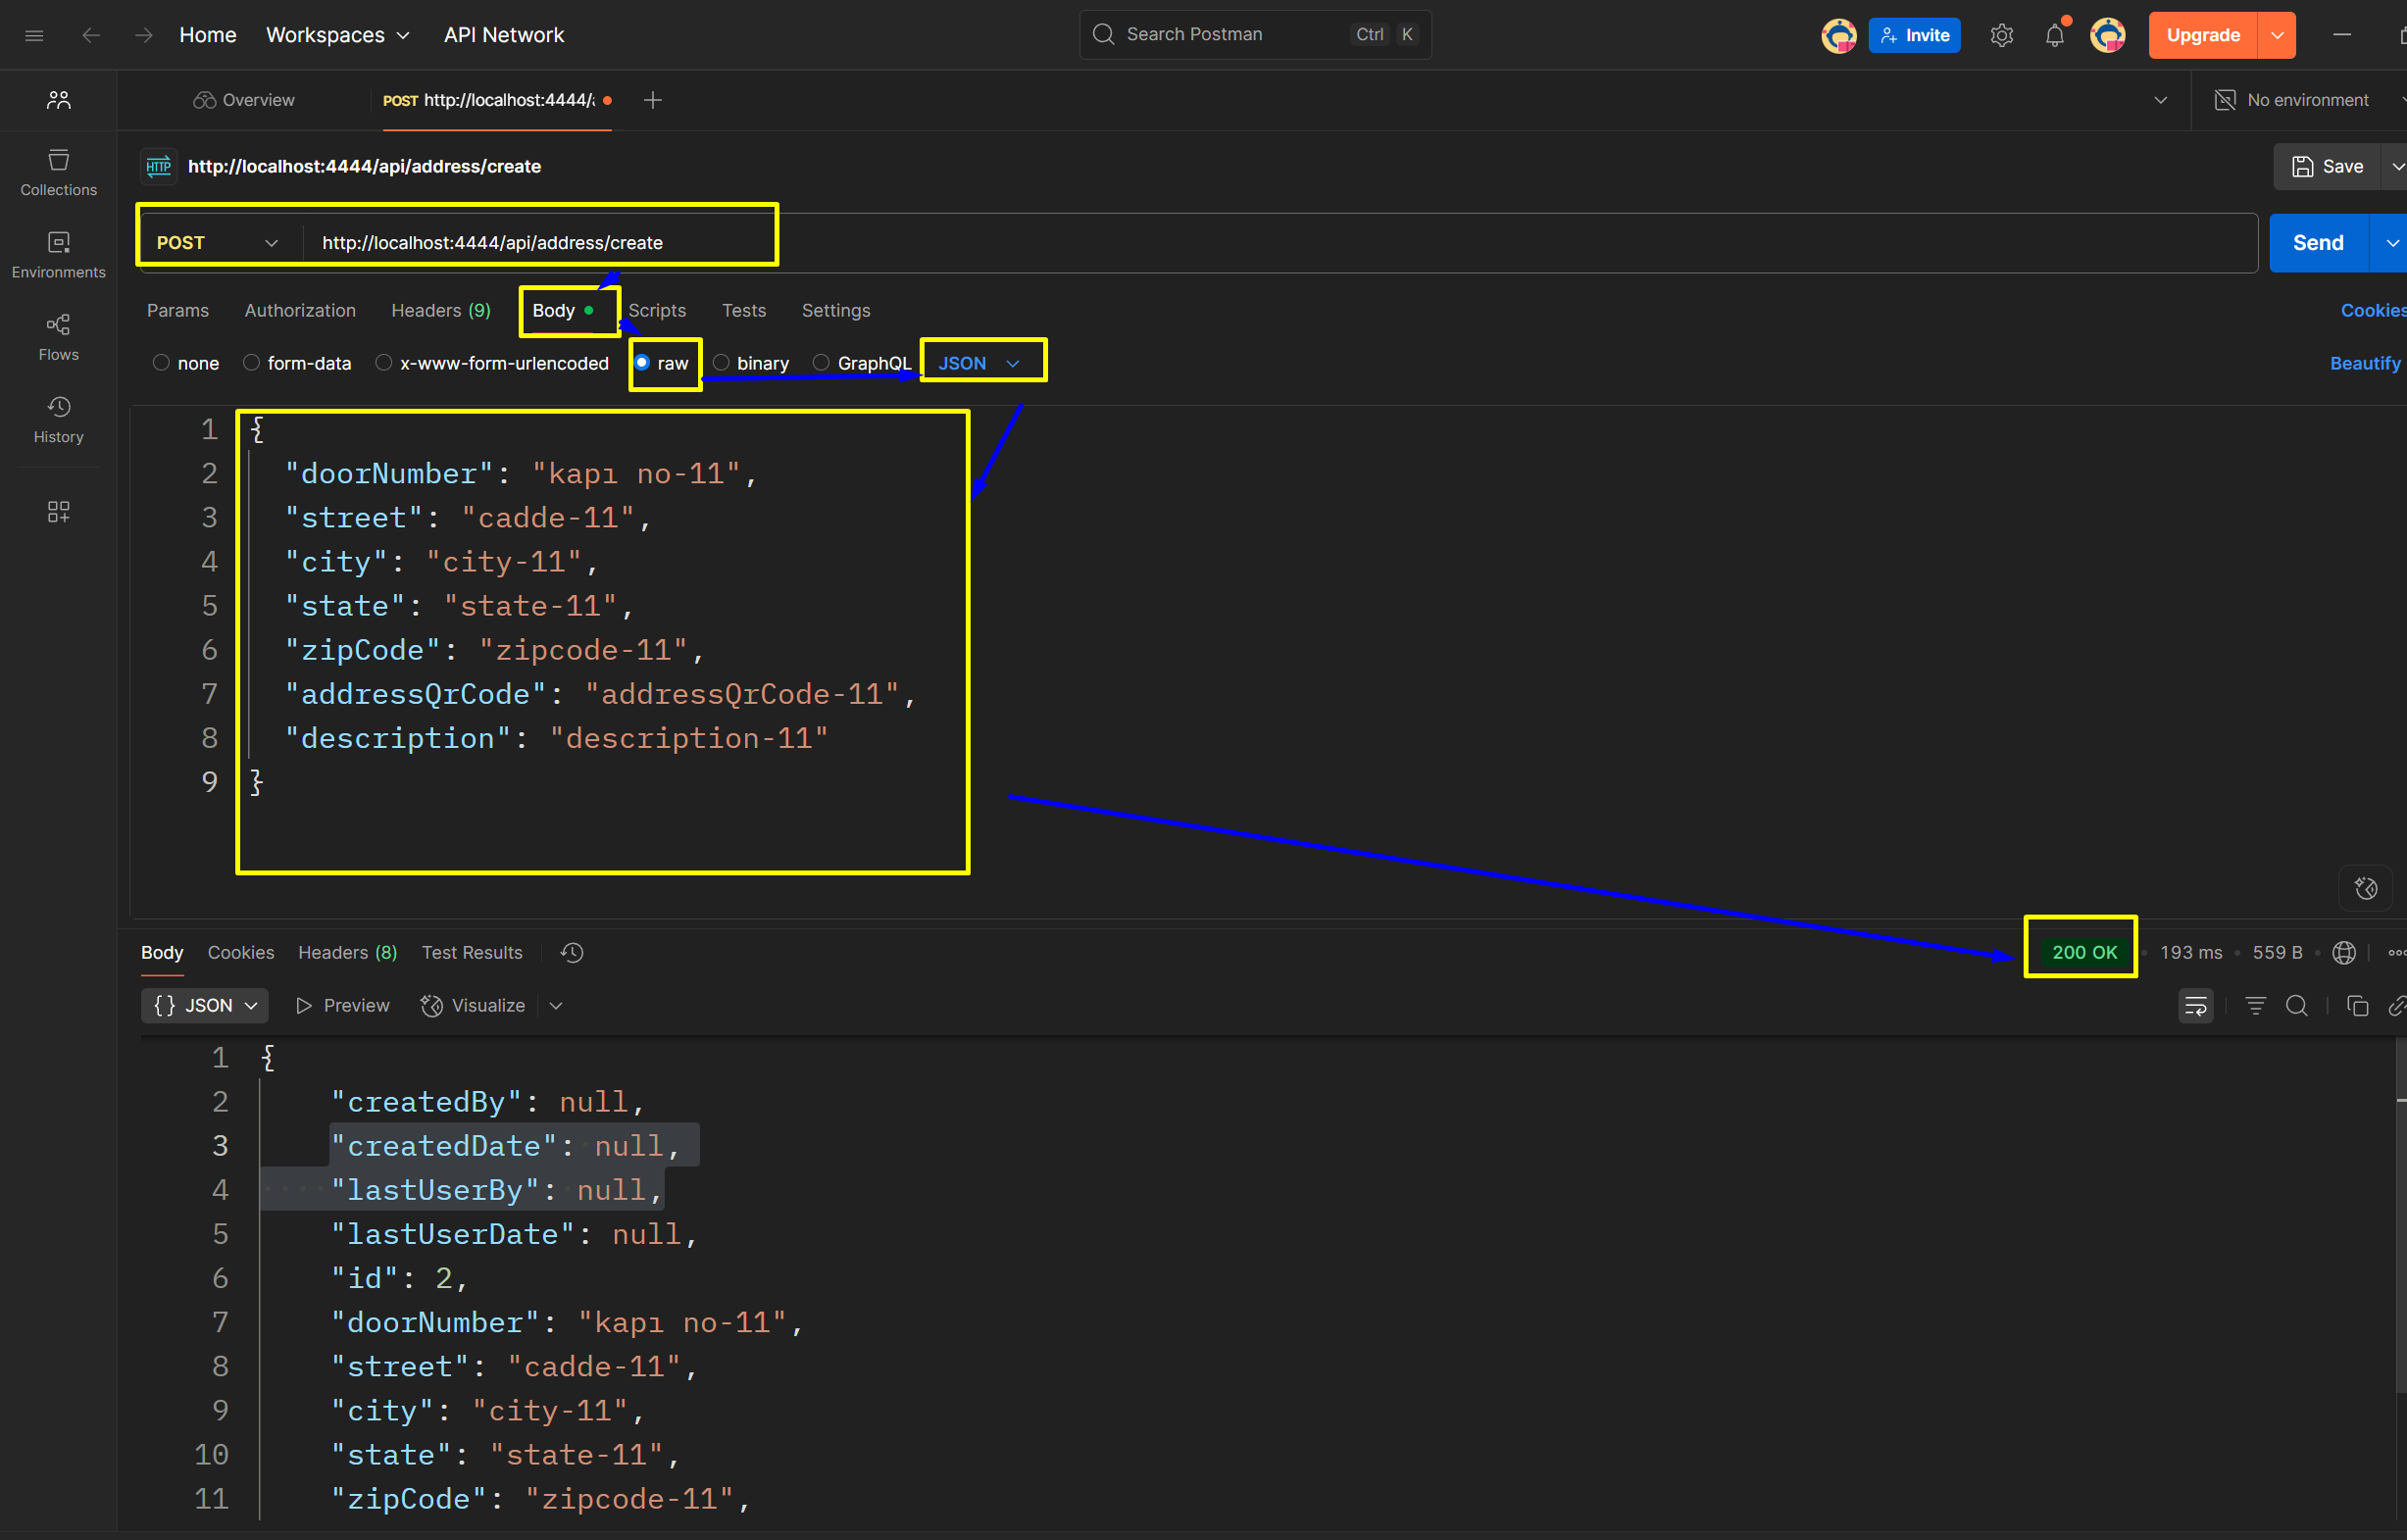 Home Workspaces API Network Search Postman Ctrl K Invite Upgrade
Overview POST http://localhost:4444/ No environment
HTTP http://localhost:4444/api/address/create Save
Collections
POST http://localhost:4444/api/address/create Send
Environments
Params Authorization Headers (9) Body Scripts Tests Settings Cookies
Flows
none form-data x-www-form-urlencoded raw binary GraphQL JSON Beautify
History
1 {
2 "doorNumber": "kapı no-11",
3 "street": "cadde-11",
4 "city": "city-11",
5 "state": "state-11",
6 "zipCode": "zipcode-11",
7 "addressQrCode": "addressQrCode-11",
8 "description": "description-11"
9 }
Body Cookies Headers (8) Test Results 200 OK 193 ms 559 B
{} JSON Preview Visualize
1 {
2 "createdBy": null,
3 "createdDate": null,
4 "lastUserBy": null,
5 "lastUserDate": null,
6 "id": 2,
7 "doorNumber": "kapı no-11",
8 "street": "cadde-11",
9 "city": "city-11",
10 "state": "state-11",
11 "zipCode": "zipcode-11",